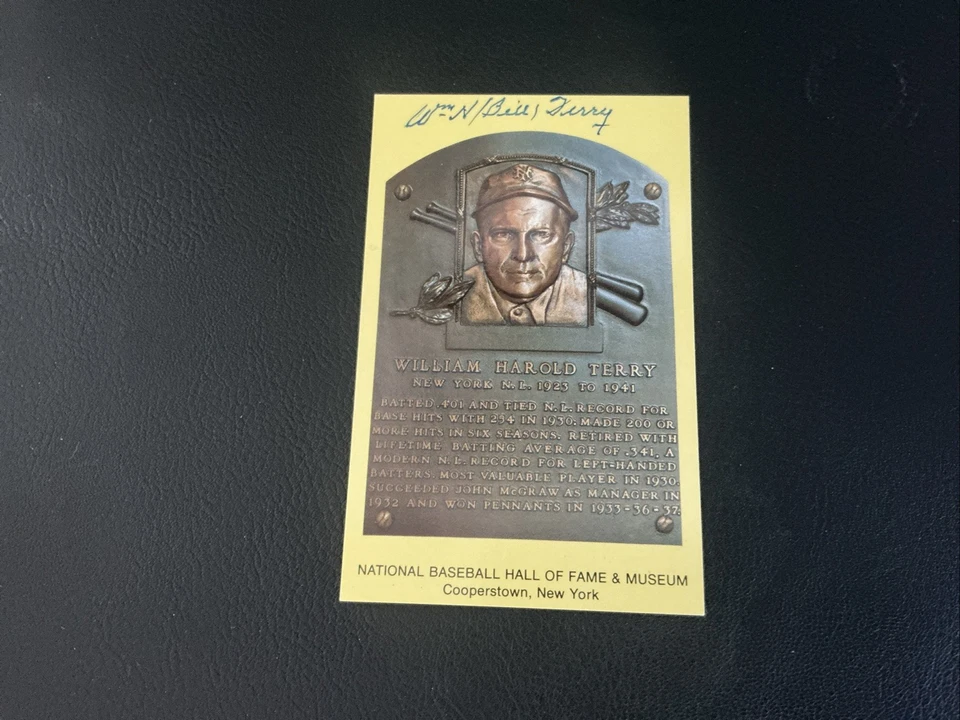 Wm H (Bill) Terry
NY
WILLIAM HAROLD TERRY
NEW YORK N.L. 1923 TO 1941
BATTED .401 AND TIED N.L. RECORD FOR
BASE HITS WITH 254 IN 1930. MADE 200 OR
MORE HITS IN SIX SEASONS. RETIRED WITH
LIFETIME BATTING AVERAGE OF .341, A
MODERN N.L. RECORD FOR LEFT-HANDED
BATTERS. MOST VALUABLE PLAYER IN 1930.
SUCCEEDED JOHN McGRAW AS MANAGER IN
1932 AND WON PENNANTS IN 1933-36-37.
NATIONAL BASEBALL HALL OF FAME & MUSEUM
Cooperstown, New York